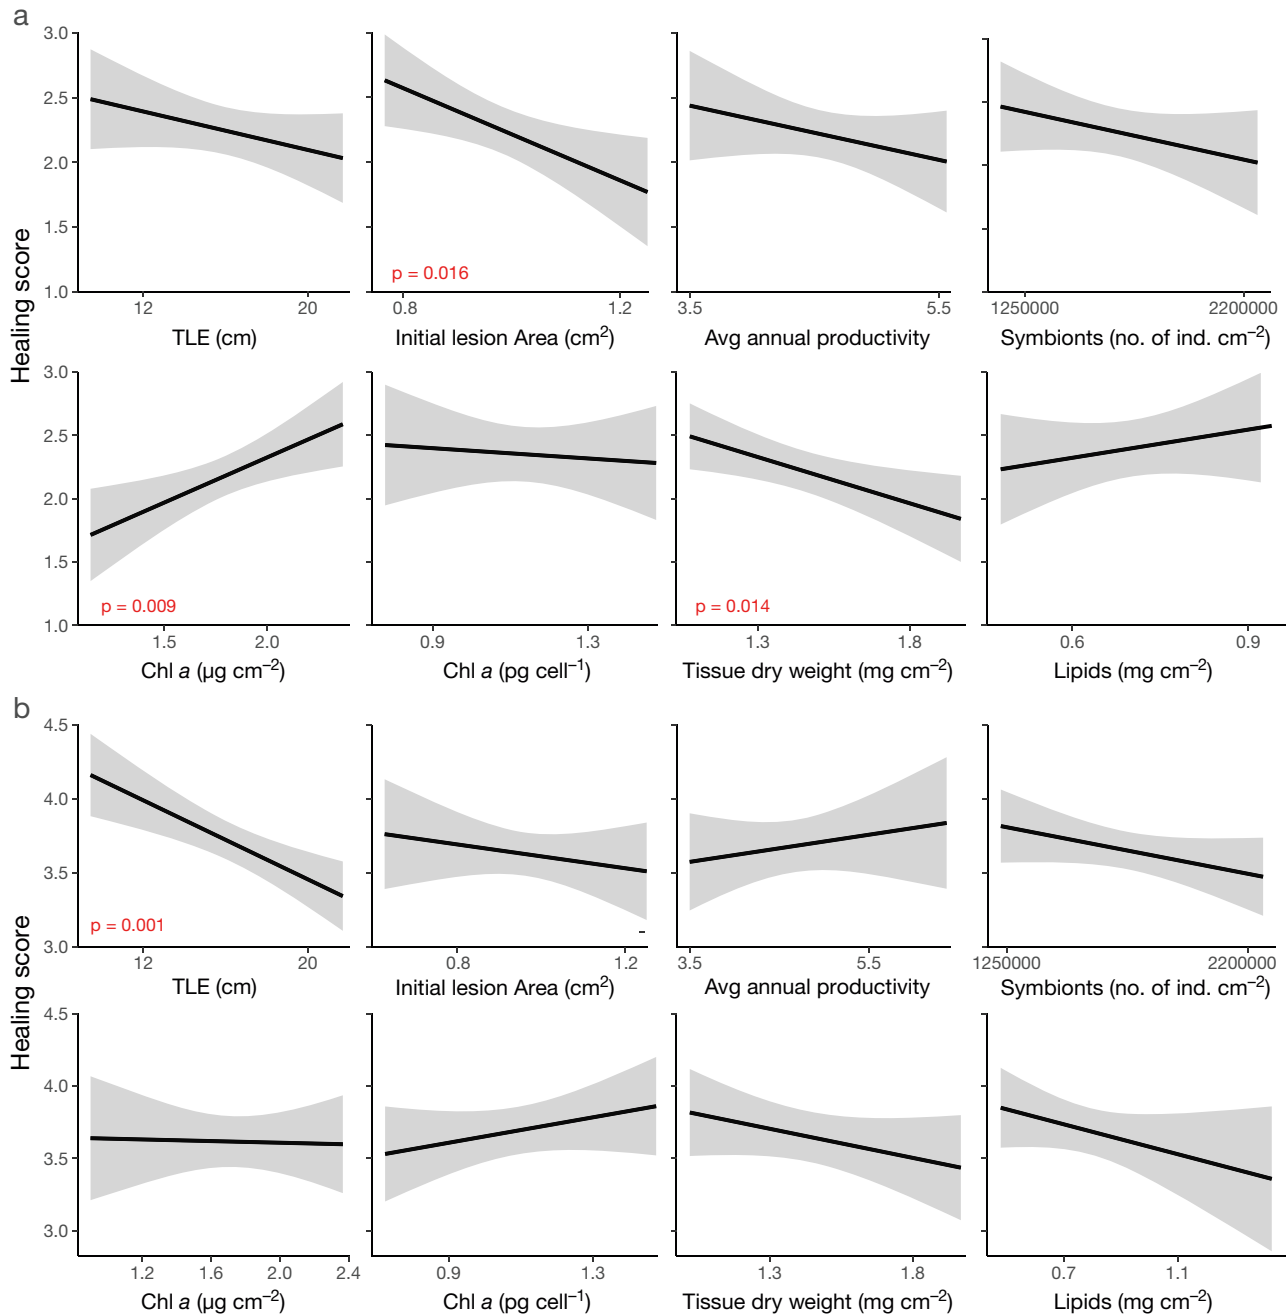 a
Healing score
3.0
2.5
2.0
1.5
1.0
p = 0.016
12 20
0.8 1.2
3.5 5.5
1250000 2200000
TLE (cm)
Initial lesion Area (cm²)
Avg annual productivity
Symbionts (no. of ind. cm⁻²)
3.0
2.5
2.0
1.5
1.0
p = 0.009
p = 0.014
1.5 2.0
0.9 1.3
1.3 1.8
0.6 0.9
Chl a (µg cm⁻²)
Chl a (pg cell⁻¹)
Tissue dry weight (mg cm⁻²)
Lipids (mg cm⁻²)
b
Healing score
4.5
4.0
3.5
3.0
p = 0.001
12 20
0.8 1.2
3.5 5.5
1250000 2200000
TLE (cm)
Initial lesion Area (cm²)
Avg annual productivity
Symbionts (no. of ind. cm⁻²)
4.5
4.0
3.5
3.0
1.2 1.6 2.0 2.4
0.9 1.3
1.3 1.8
0.7 1.1
Chl a (µg cm⁻²)
Chl a (pg cell⁻¹)
Tissue dry weight (mg cm⁻²)
Lipids (mg cm⁻²)